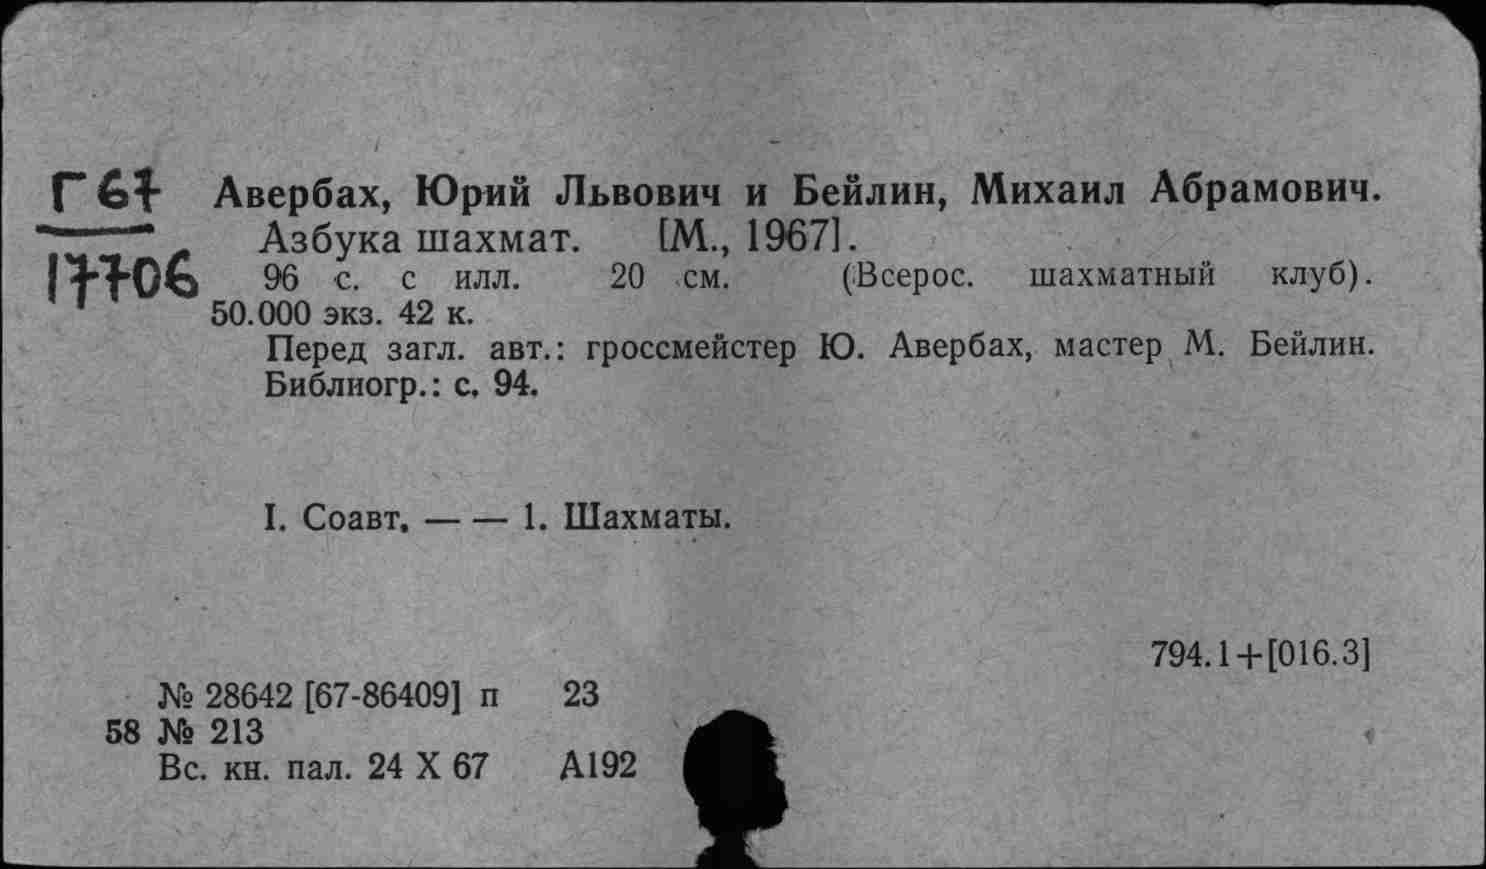 Г 67
17706
Авербах, Юрий Львович и Бейлин, Михаил Абрамович.
Азбука шахмат. [М., 1967].
96 с. с илл. 20 см. (Всерос. шахматный клуб).
50.000 экз. 42 к.
Перед загл. авт.: гроссмейстер Ю. Авербах, мастер М. Бейлин.
Библиогр.: с. 94.
I. Соавт. — — 1. Шахматы.
794.1+[016.3]
№ 28642 [67-86409] п 23
58 № 213
Вс. кн. пал. 24 X 67 А192